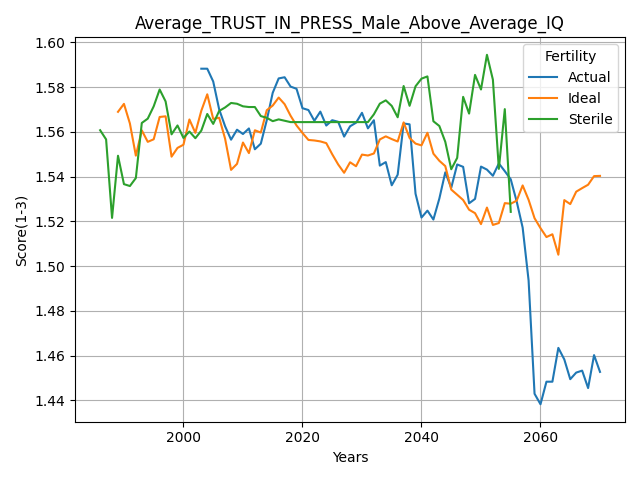 Average_TRUST_IN_PRESS_Male_Above_Average_IQ
Score(1-3)
1.60
1.58
1.56
1.54
1.52
1.50
1.48
1.46
1.44
Fertility
Actual
Ideal
Sterile
2000
2020
2040
2060
Years